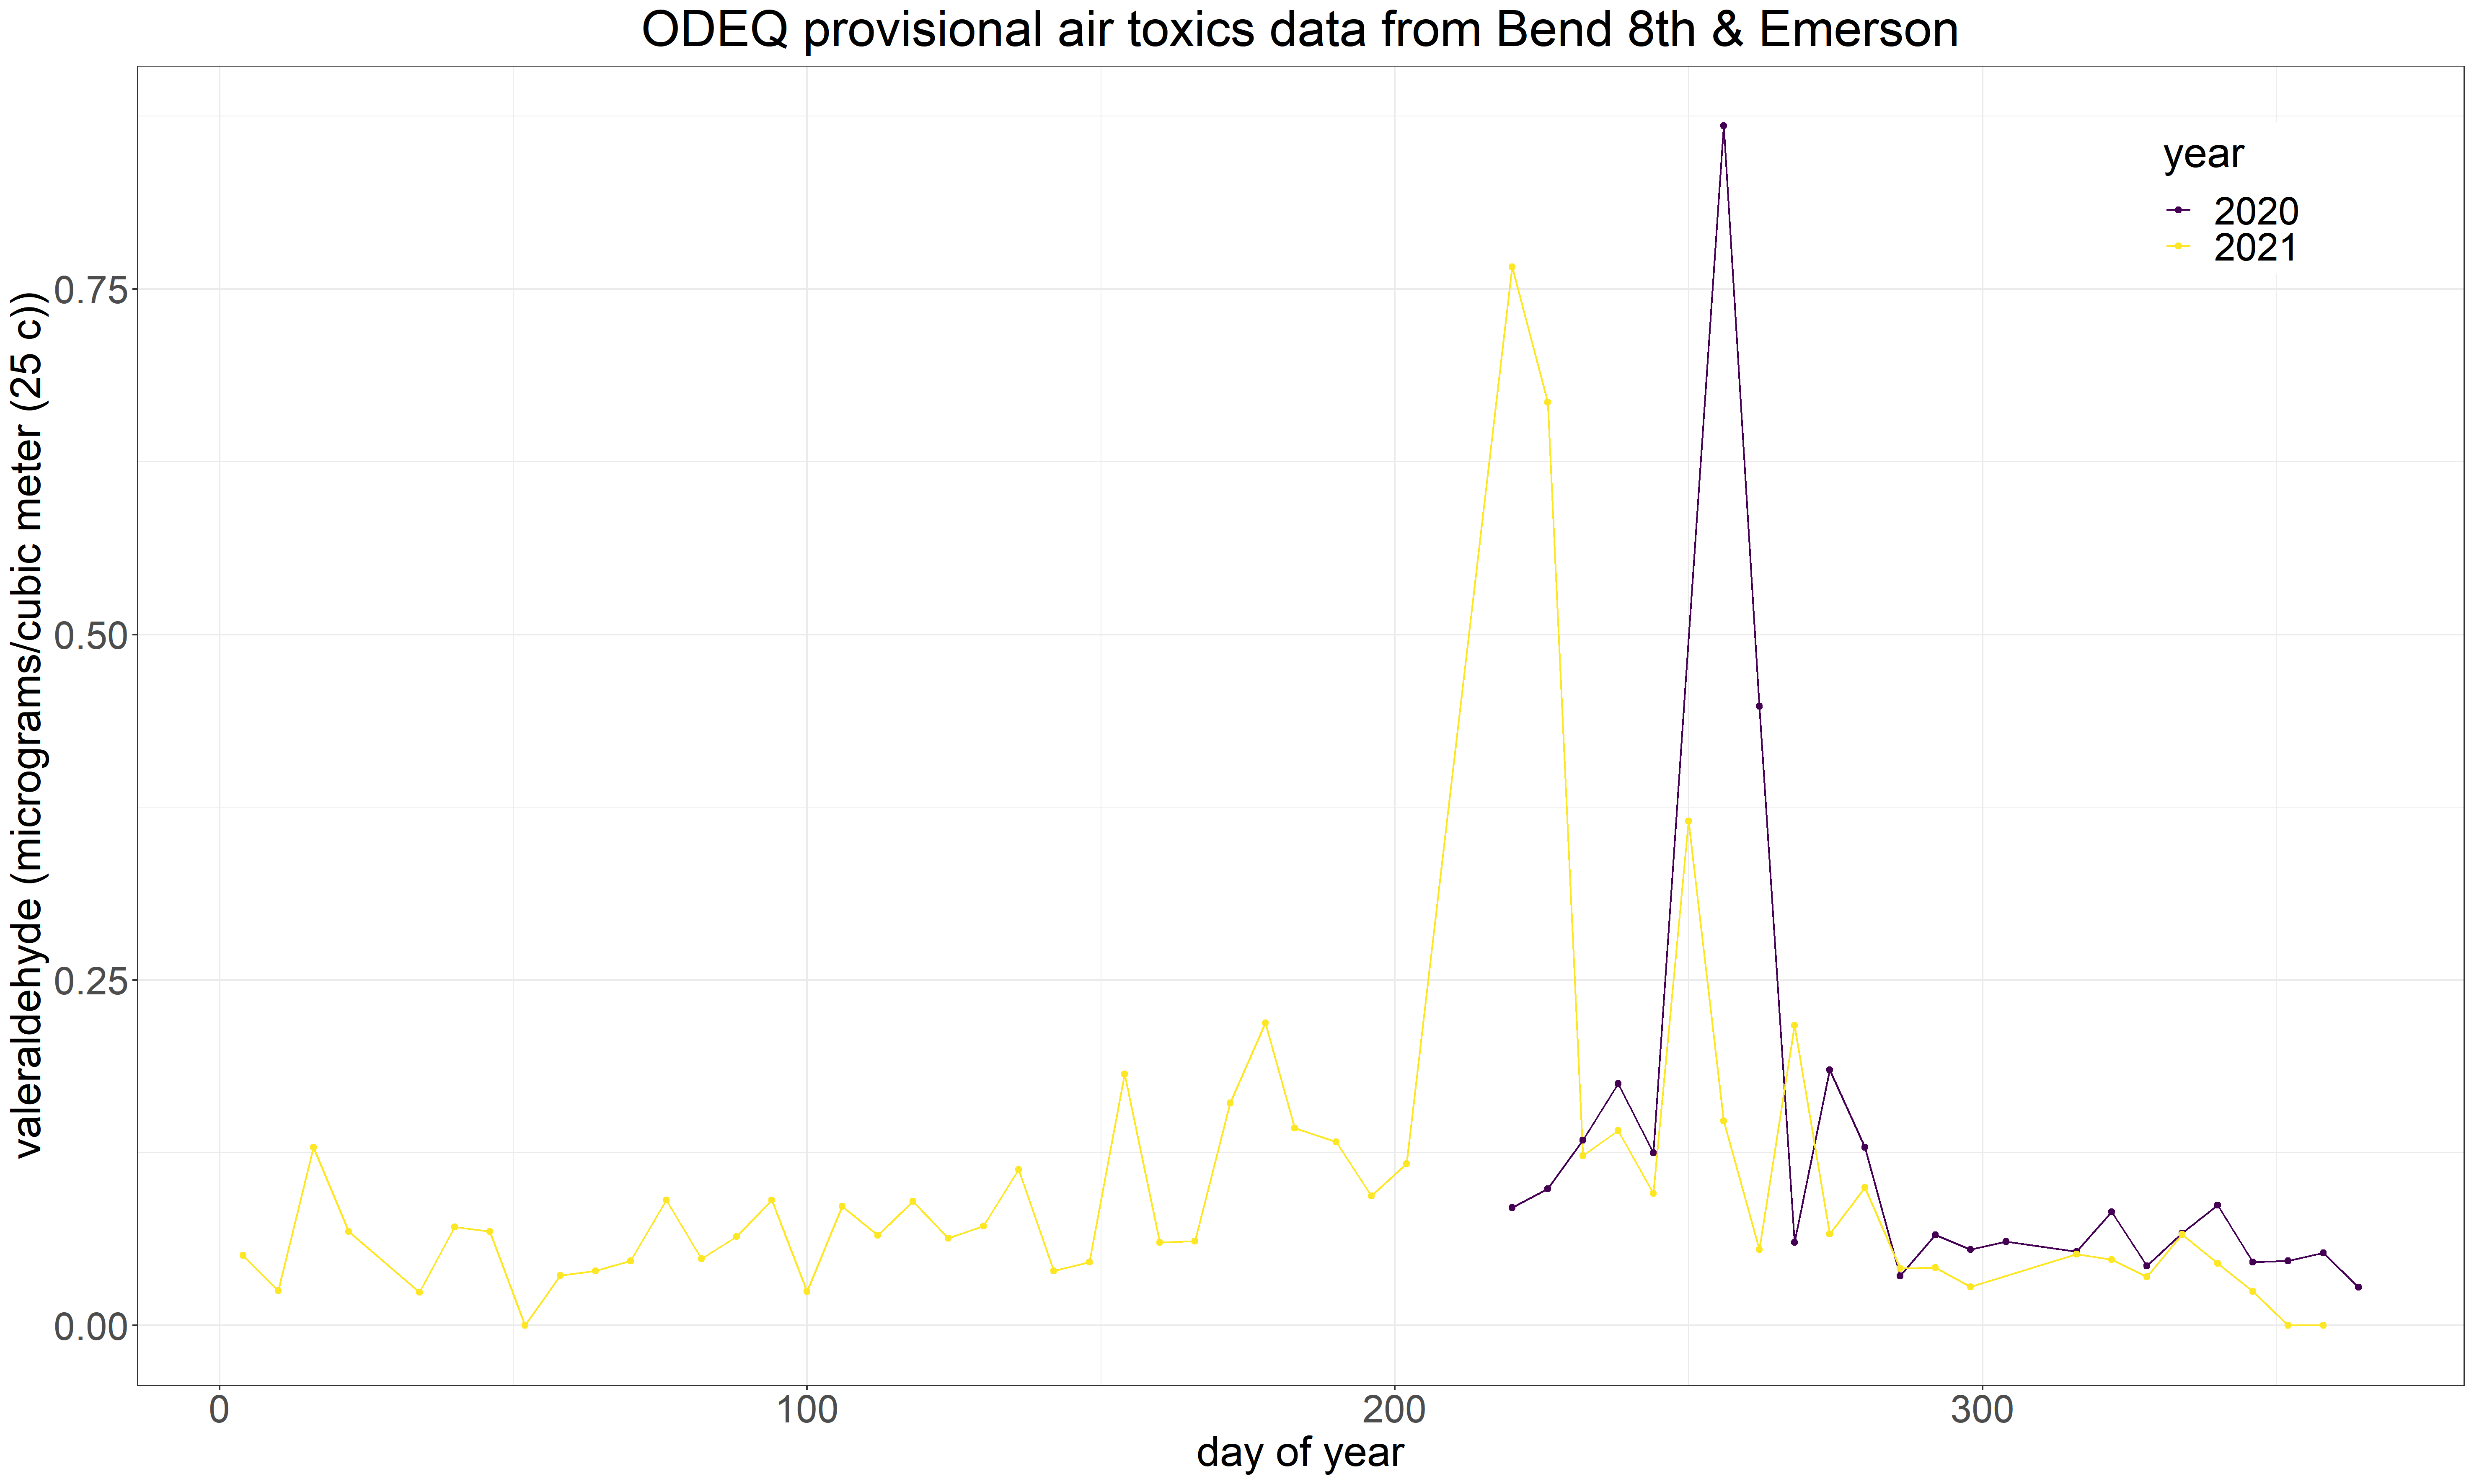 ODEQ provisional air toxics data from Bend 8th & Emerson
valeraldehyde (micrograms/cubic meter (25 c))
0.75
0.50
0.25
0.00
year
2020
2021
0
100
200
300
day of year